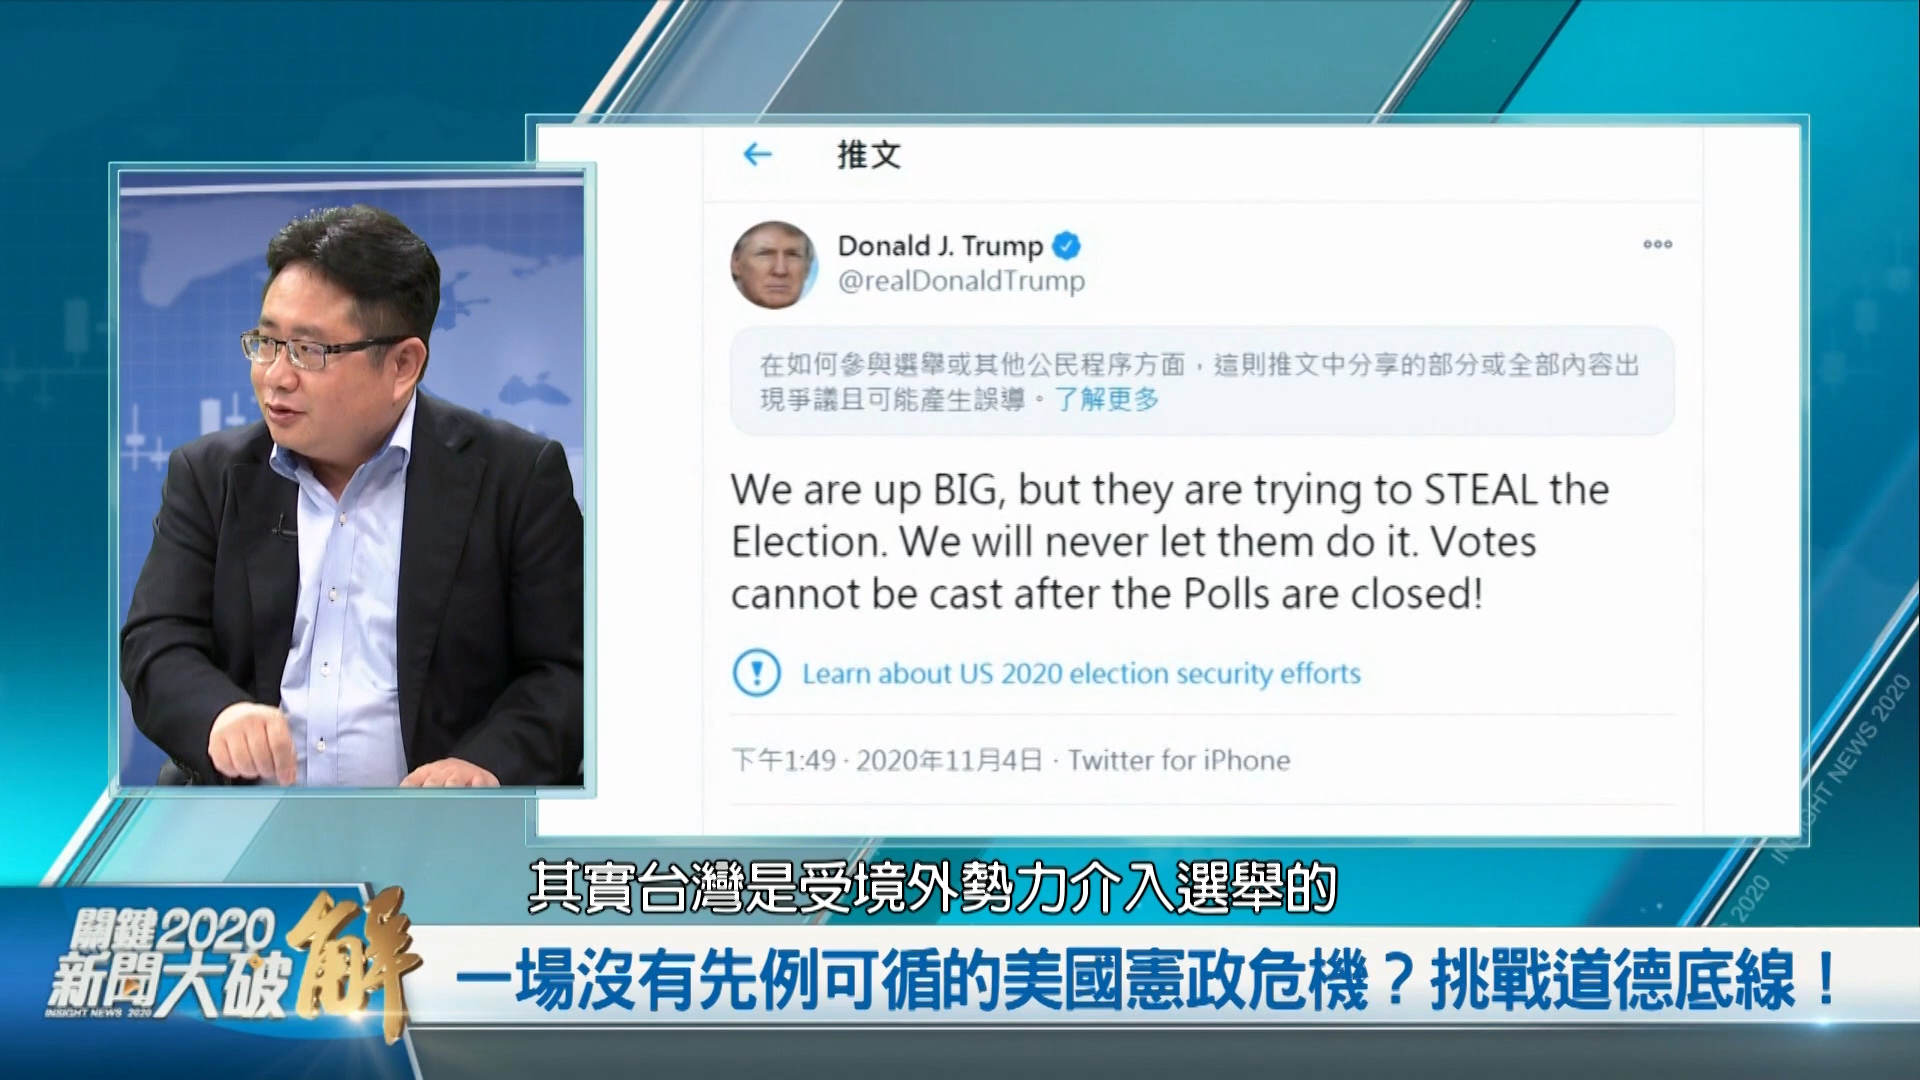 推文
Donald J. Trump
@realDonaldTrump
在如何參與選舉或其他公民程序方面，這則推文中分享的部分或全部內容出
現爭議且可能產生誤導。了解更多
We are up BIG, but they are trying to STEAL the
Election. We will never let them do it. Votes
cannot be cast after the Polls are closed!
Learn about US 2020 election security efforts
下午1:49 · 2020年11月4日 · Twitter for iPhone
INSIGHT NEWS 2020
2020
其實台灣是受境外勢力介入選舉的
關鍵2020
新聞大破解
INSIGHT NEWS 2020
一場沒有先例可循的美國憲政危機？挑戰道德底線！